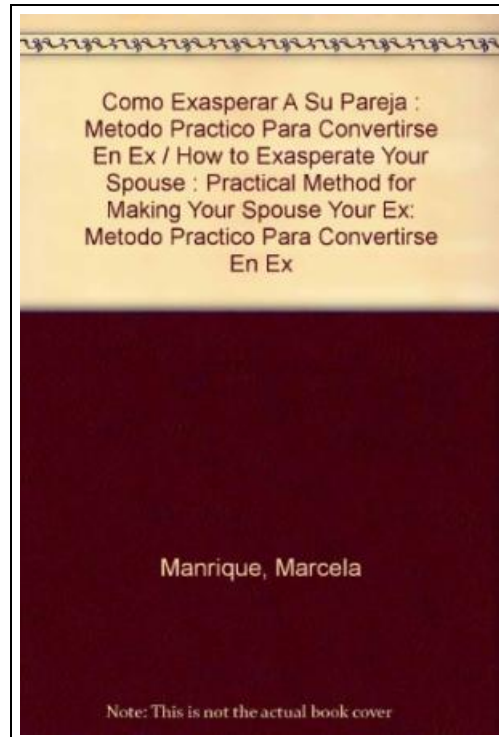 Como Exasperar A Su Pareja :
Metodo Practico Para Convertirse
En Ex / How to Exasperate Your
Spouse : Practical Method for
Making Your Spouse Your Ex:
Metodo Practico Para Convertirse
En Ex
Manrique, Marcela
Note: This is not the actual book cover